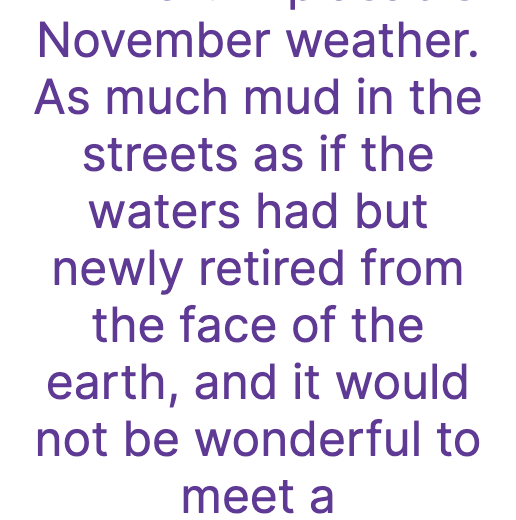 November weather.
As much mud in the
streets as if the
waters had but
newly retired from
the face of the
earth, and it would
not be wonderful to
meet a